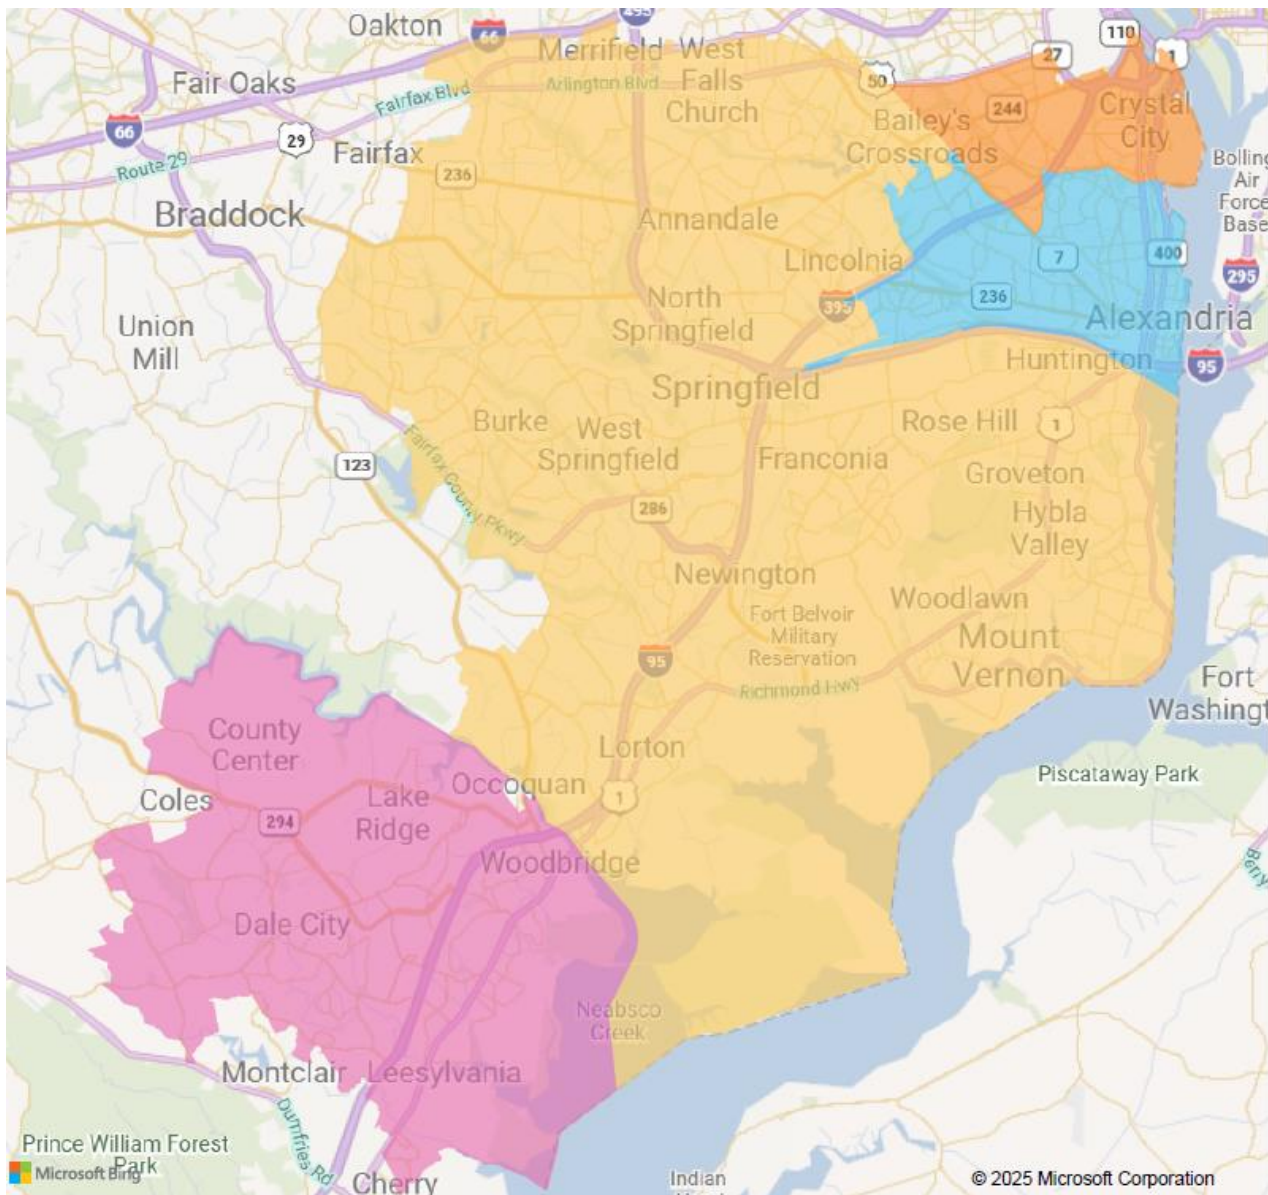 Oakton
66
495
Merrifield
West
Falls
Church
Arlington Blvd
Fairfax Blvd
50
27
110
1
Fair Oaks
66
29
Route 29
Fairfax
236
244
Crystal
City
Bailey's
Crossroads
Bolling
Air
Force
Base
Braddock
Annandale
Lincolnia
7
400
295
236
395
North
Springfield
Alexandria
Union
Mill
Huntington
95
Springfield
Burke
West
Springfield
Rose Hill
1
Franconia
Groveton
123
Fairfax County Pkwy
286
Hybla
Valley
Newington
Woodlawn
Fort Belvoir
Military
Reservation
Mount
Vernon
95
Richmond Hwy
Fort
Washingt
County
Center
Lorton
Piscataway Park
Occoquan
Coles
Lake
Ridge
1
294
Woodbridge
Berry
Dale City
Neabsco
Creek
Montclair
Leesylvania
Dumfries Rd
Prince William Forest
Park
Microsoft Bing
Cherry
Indian
© 2025 Microsoft Corporation